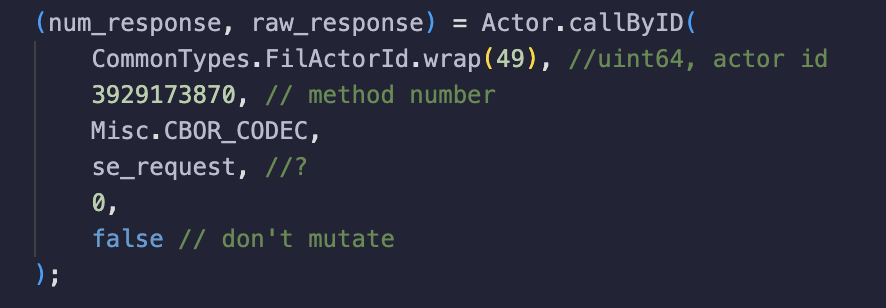 (num_response, raw_response) = Actor.callByID(
CommonTypes.FilActorId.wrap(49), //uint64, actor id
3929173870, // method number
Misc.CBOR_CODEC,
se_request, //?
0,
false // don't mutate
);